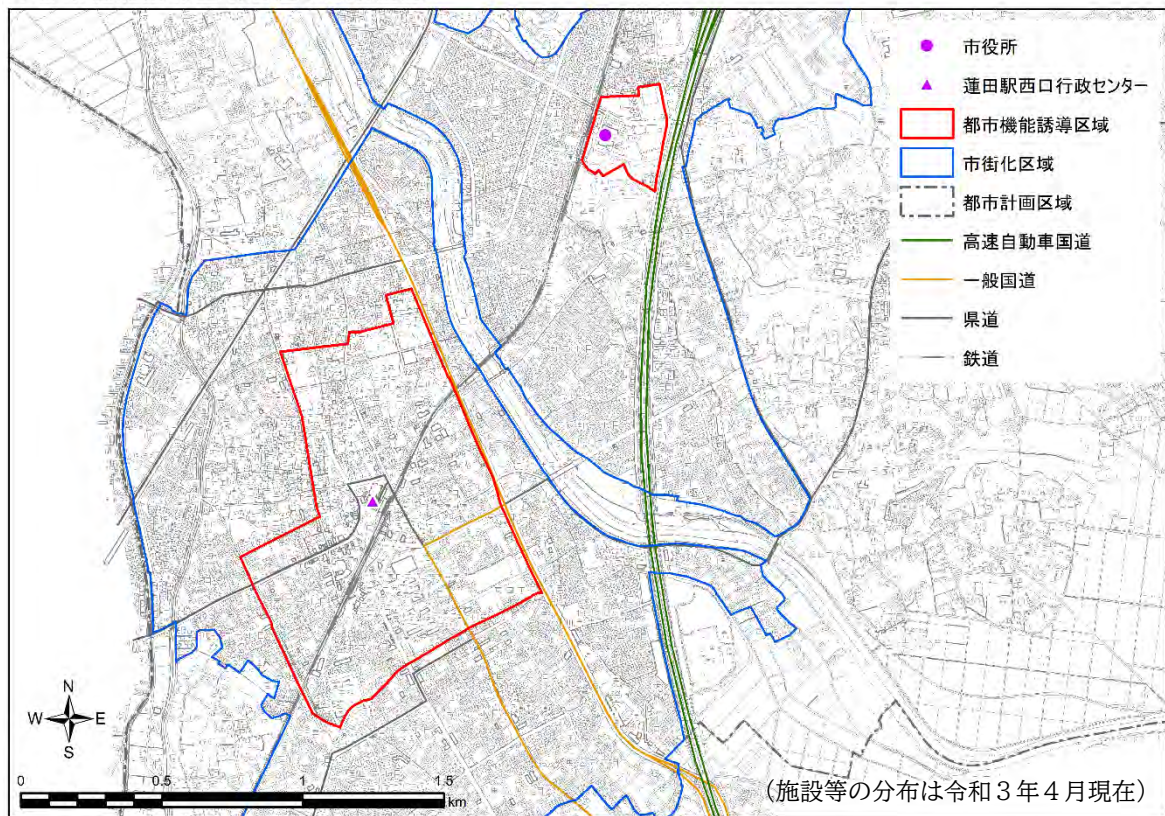 市役所
蓮田駅西口行政センター
都市機能誘導区域
市街化区域
都市計画区域
高速自動車国道
一般国道
県道
鉄道
N
W E
S
0 0.5 1 1.5
km
(施設等の分布は令和3年4月現在)